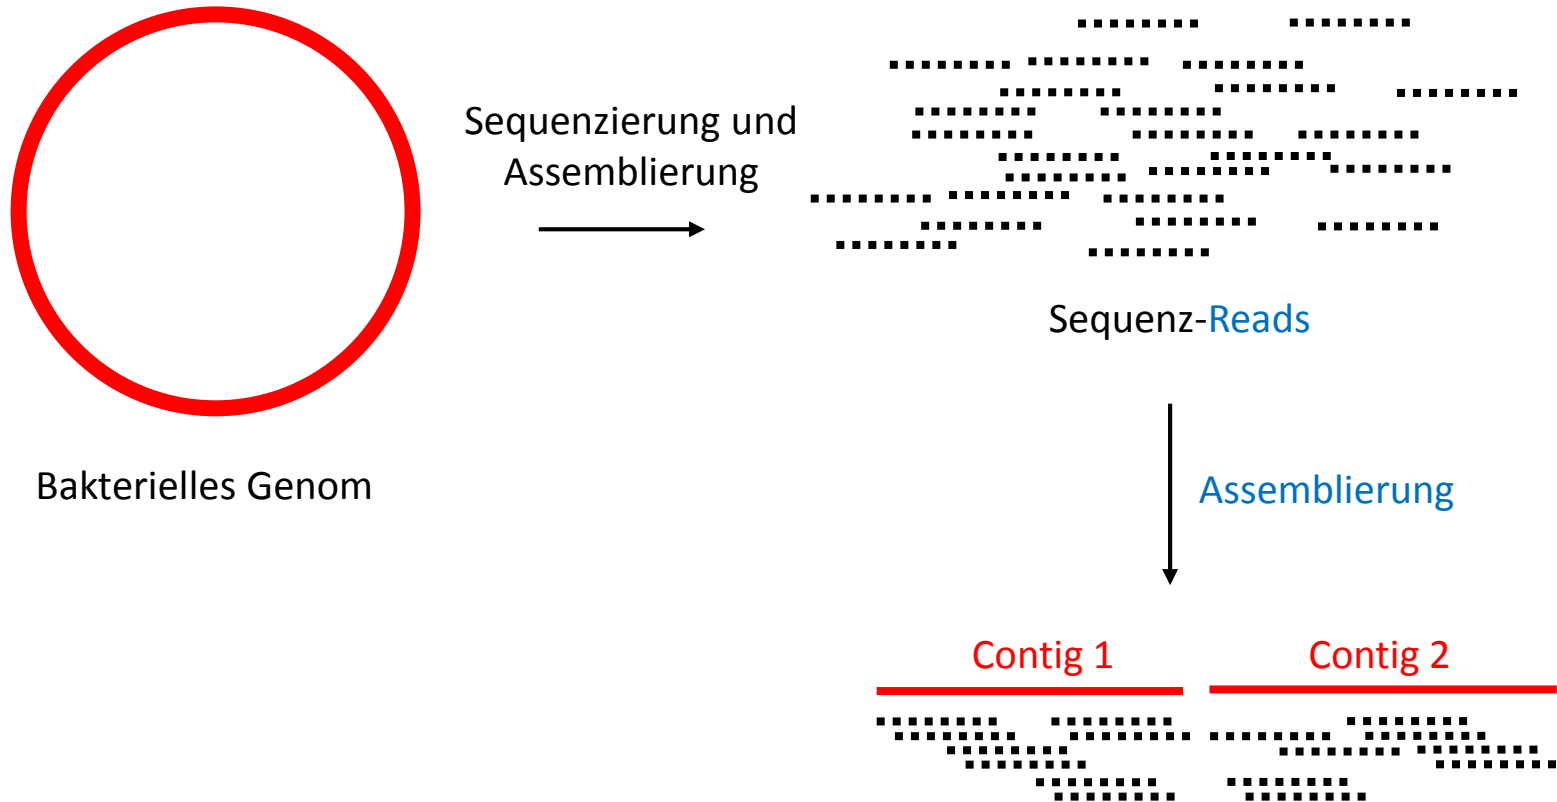 Sequenzierung und
Assemblierung
Bakterielles Genom
Sequenz-Reads
Assemblierung
Contig 1
Contig 2